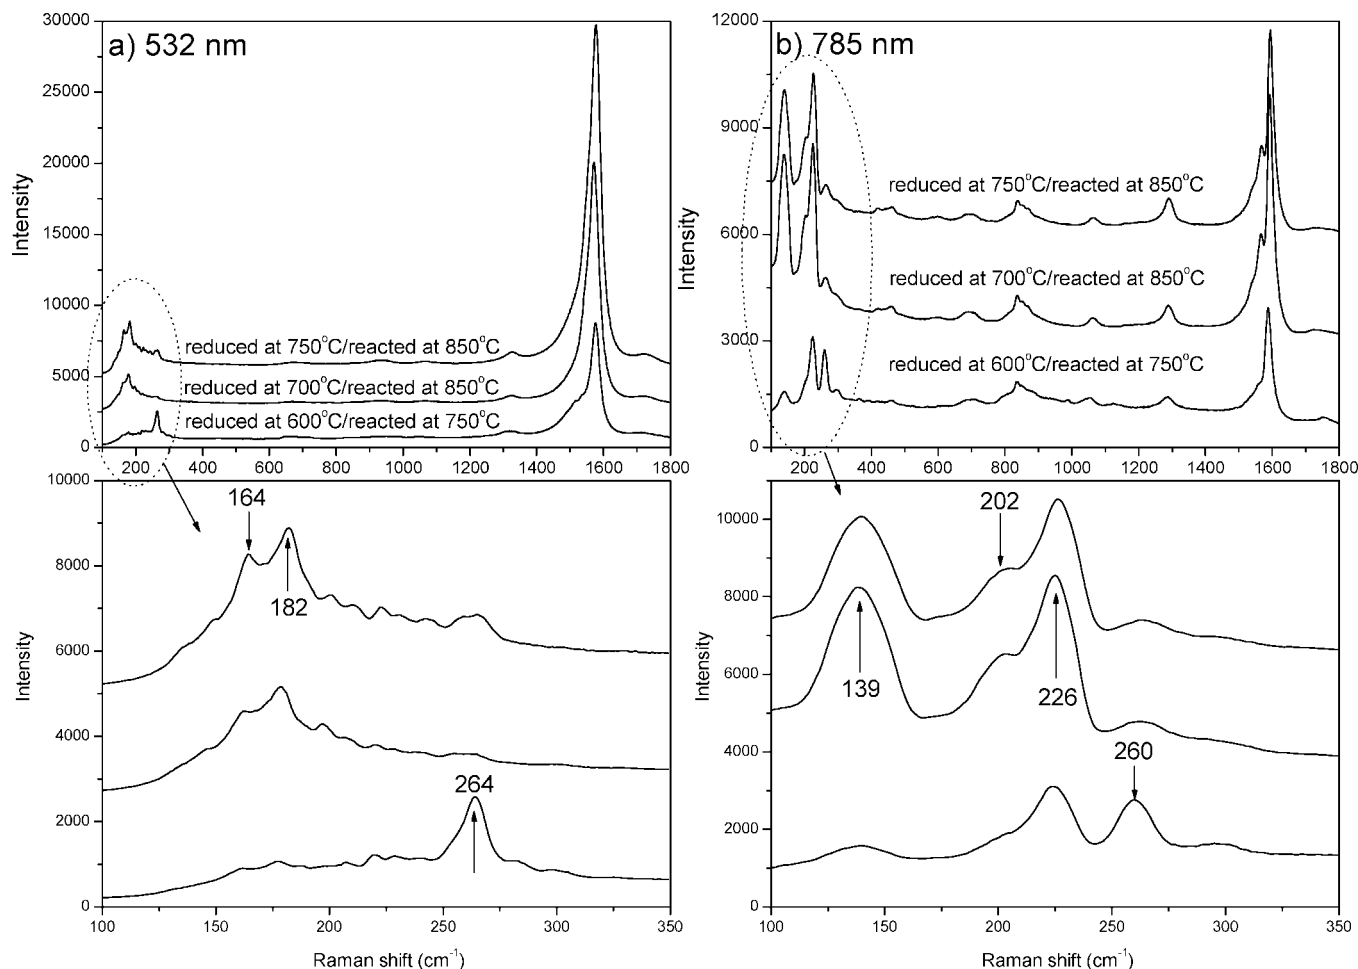 a) 532 nm
30000
25000
20000
15000
10000
5000
0
Intensity
reduced at 750°C/reacted at 850°C
reduced at 700°C/reacted at 850°C
reduced at 600°C/reacted at 750°C
200 400 600 800 1000 1200 1400 1600 1800
b) 785 nm
12000
9000
6000
3000
0
Intensity
reduced at 750°C/reacted at 850°C
reduced at 700°C/reacted at 850°C
reduced at 600°C/reacted at 750°C
200 400 600 800 1000 1200 1400 1600 1800
10000
8000
6000
4000
2000
0
Intensity
164
182
264
100 150 200 250 300 350
Raman shift (cm⁻¹)
10000
8000
6000
4000
2000
0
Intensity
202
139
226
260
100 150 200 250 300 350
Raman shift (cm⁻¹)